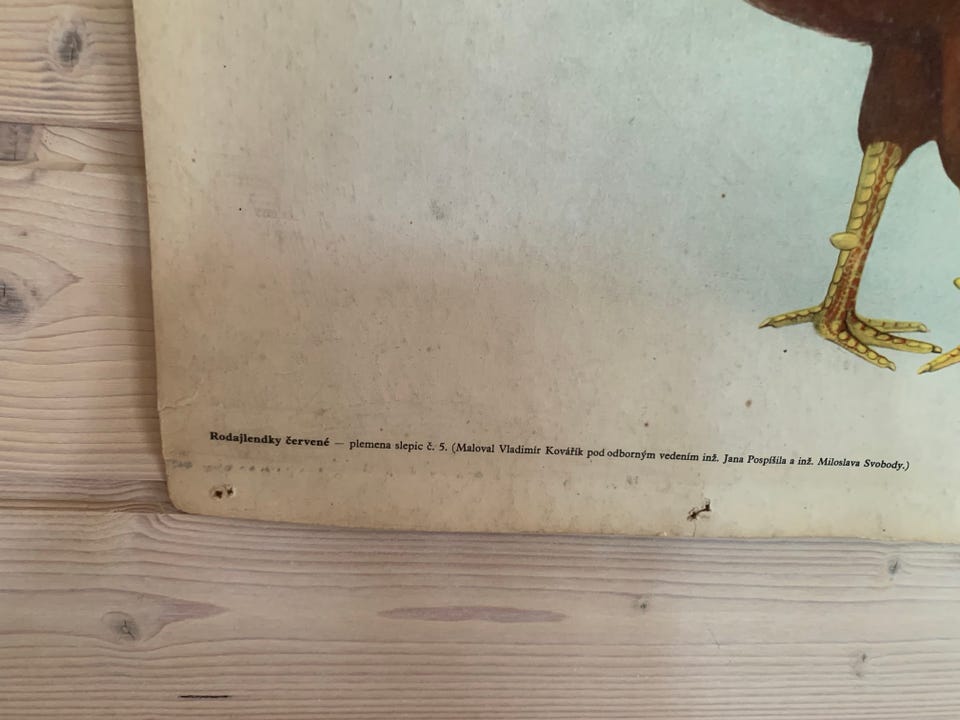 Rodajlendky červené — plemena slepic č. 5. (Maloval Vladimír Kovářík pod odborným vedením inž. Jana Pospíšila a inž. Miloslava Svobody.)